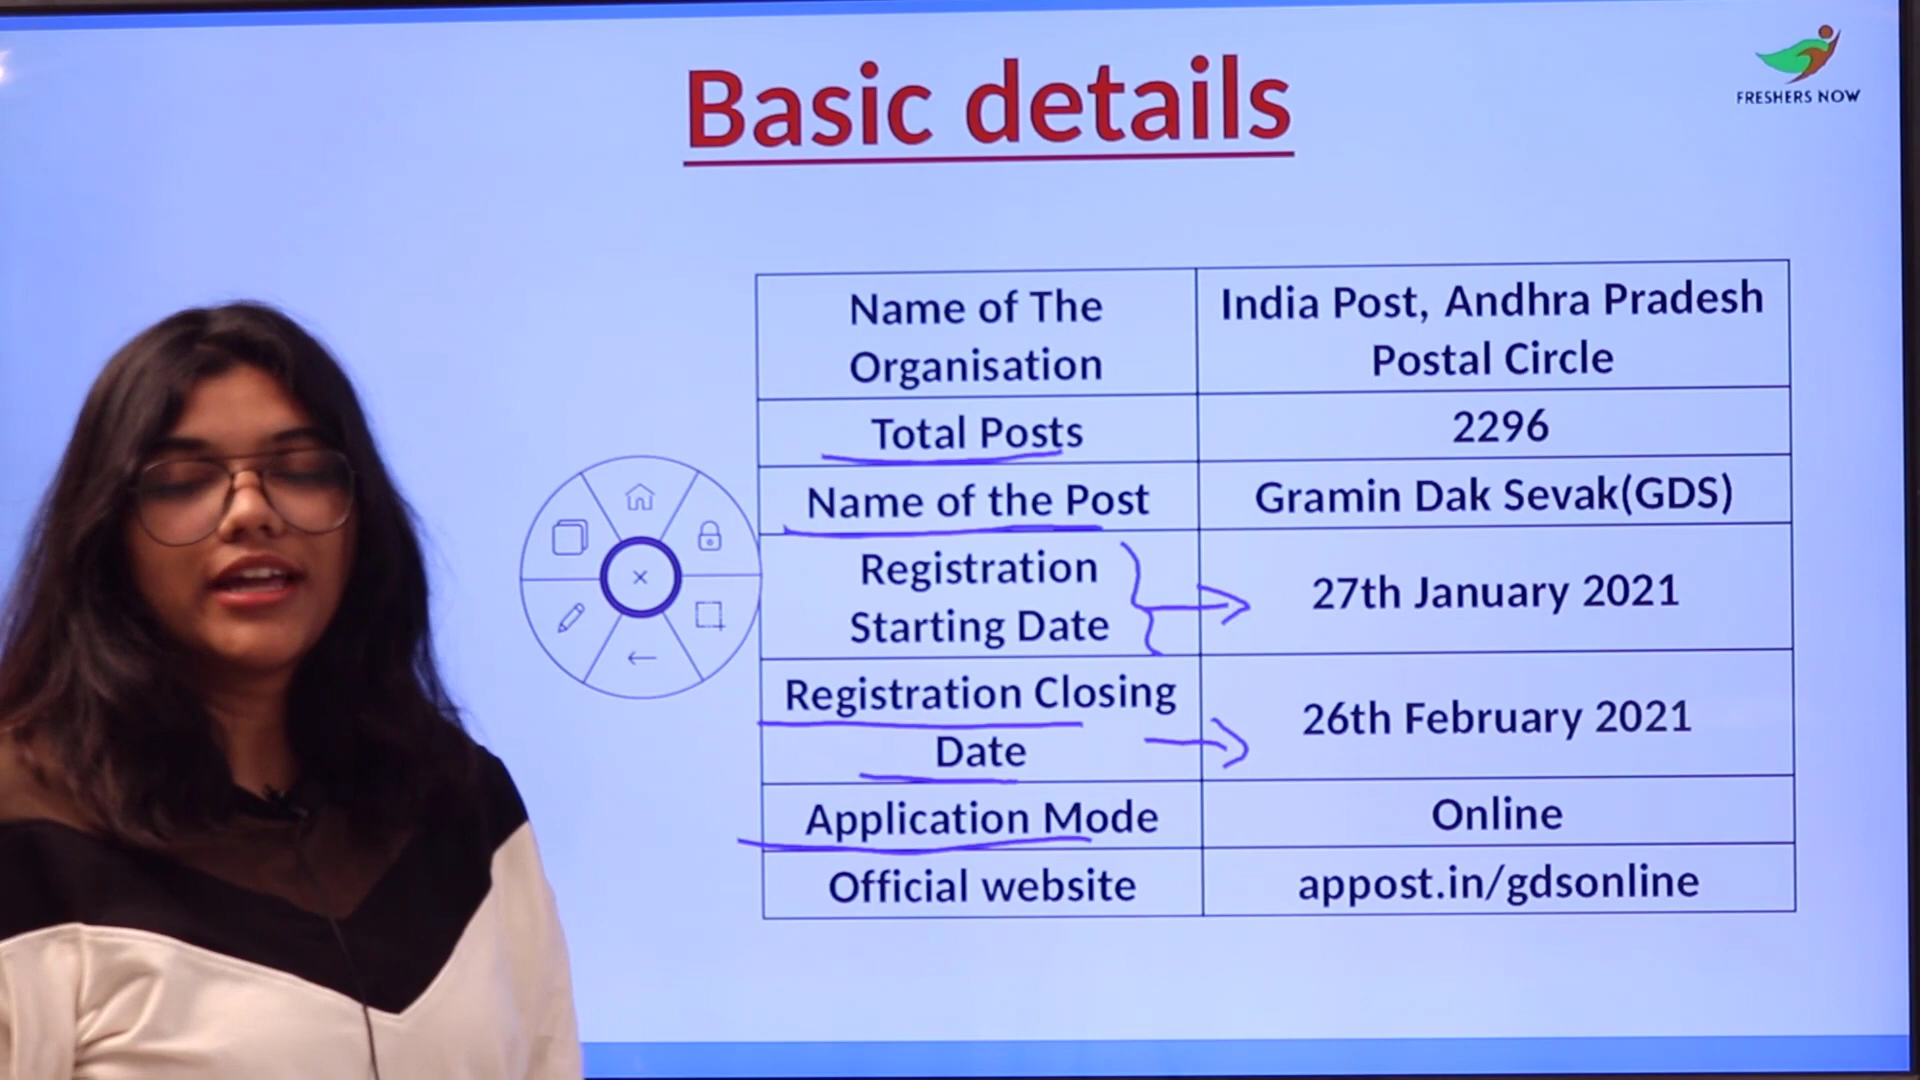 Basic details
FRESHERS NOW
Name of The
Organisation
India Post, Andhra Pradesh
Postal Circle
Total Posts
2296
Name of the Post
Gramin Dak Sevak(GDS)
Registration
Starting Date
27th January 2021
Registration Closing
Date
26th February 2021
Application Mode
Online
Official website
appost.in/gdsonline